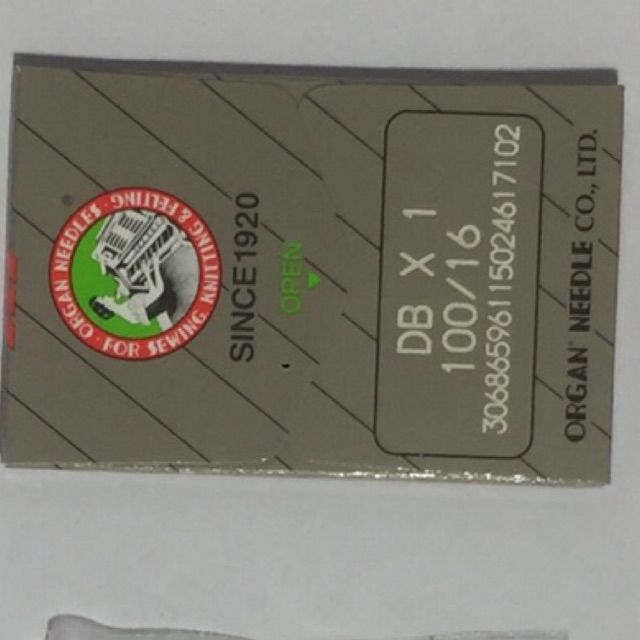 ORGAN NEEDLES
FOR SEWING KNITTING & FELTING
SINCE1920
OPEN
DB X 1
100/16
3068659611502461 7102
ORGAN NEEDLE CO., LTD.